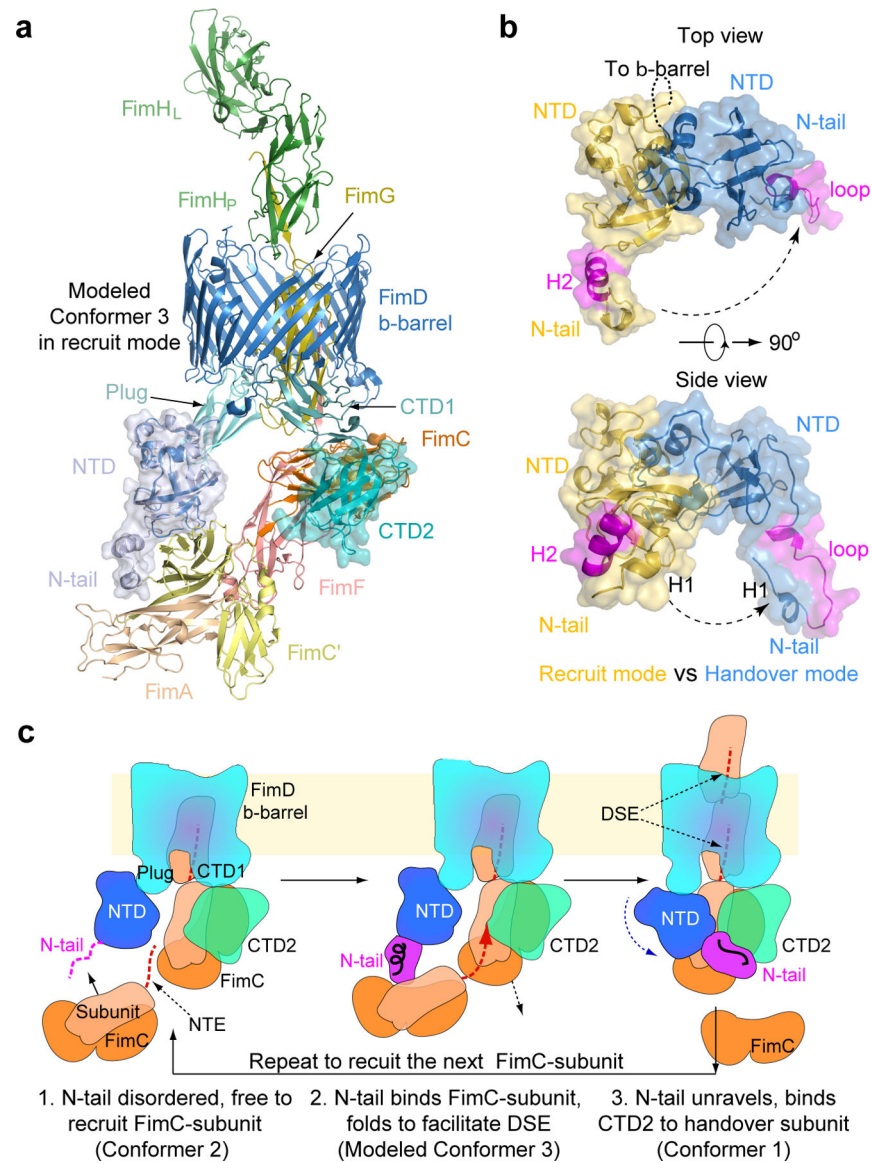 a
FimHL
FimHP
FimG
Modeled
Conformer 3
in recruit mode
FimD
b-barrel
Plug
CTD1
FimC
NTD
CTD2
N-tail
FimF
FimC'
FimA
b
Top view
To b-barrel
NTD
NTD
N-tail
loop
H2
N-tail
90o
Side view
NTD
NTD
H2
H1
H1
loop
N-tail
N-tail
Recruit mode vs Handover mode
c
FimD
b-barrel
Plug
CTD1
NTD
N-tail
CTD2
FimC
Subunit
FimC
NTE
NTD
N-tail
CTD2
DSE
NTD
CTD2
N-tail
FimC
Repeat to recuit the next FimC-subunit
1. N-tail disordered, free to
recruit FimC-subunit
(Conformer 2)
2. N-tail binds FimC-subunit,
folds to facilitate DSE
(Modeled Conformer 3)
3. N-tail unravels, binds
CTD2 to handover subunit
(Conformer 1)